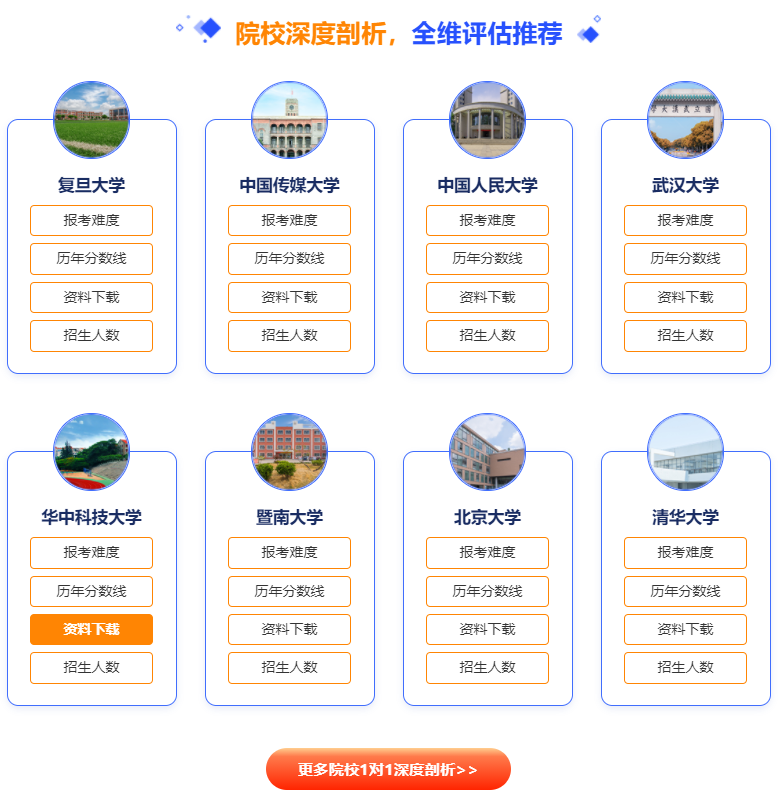 院校深度剖析，全维评估推荐
复旦大学
报考难度
历年分数线
资料下载
招生人数
中国传媒大学
报考难度
历年分数线
资料下载
招生人数
中国人民大学
报考难度
历年分数线
资料下载
招生人数
武汉大学
报考难度
历年分数线
资料下载
招生人数
华中科技大学
报考难度
历年分数线
资料下载
招生人数
暨南大学
报考难度
历年分数线
资料下载
招生人数
北京大学
报考难度
历年分数线
资料下载
招生人数
清华大学
报考难度
历年分数线
资料下载
招生人数
更多院校1对1深度剖析>>